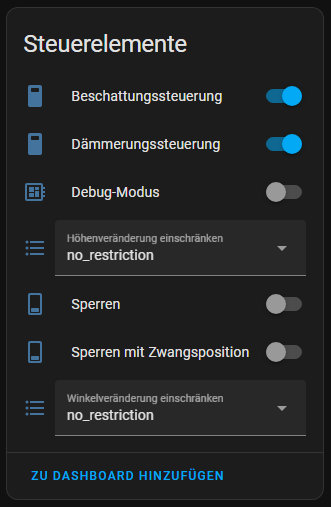 Steuerelemente
Beschattungssteuerung
Dämmerungssteuerung
Debug-Modus
Höhenveränderung einschränken
no_restriction
Sperren
Sperren mit Zwangsposition
Winkelveränderung einschränken
no_restriction
ZU DASHBOARD HINZUFÜGEN